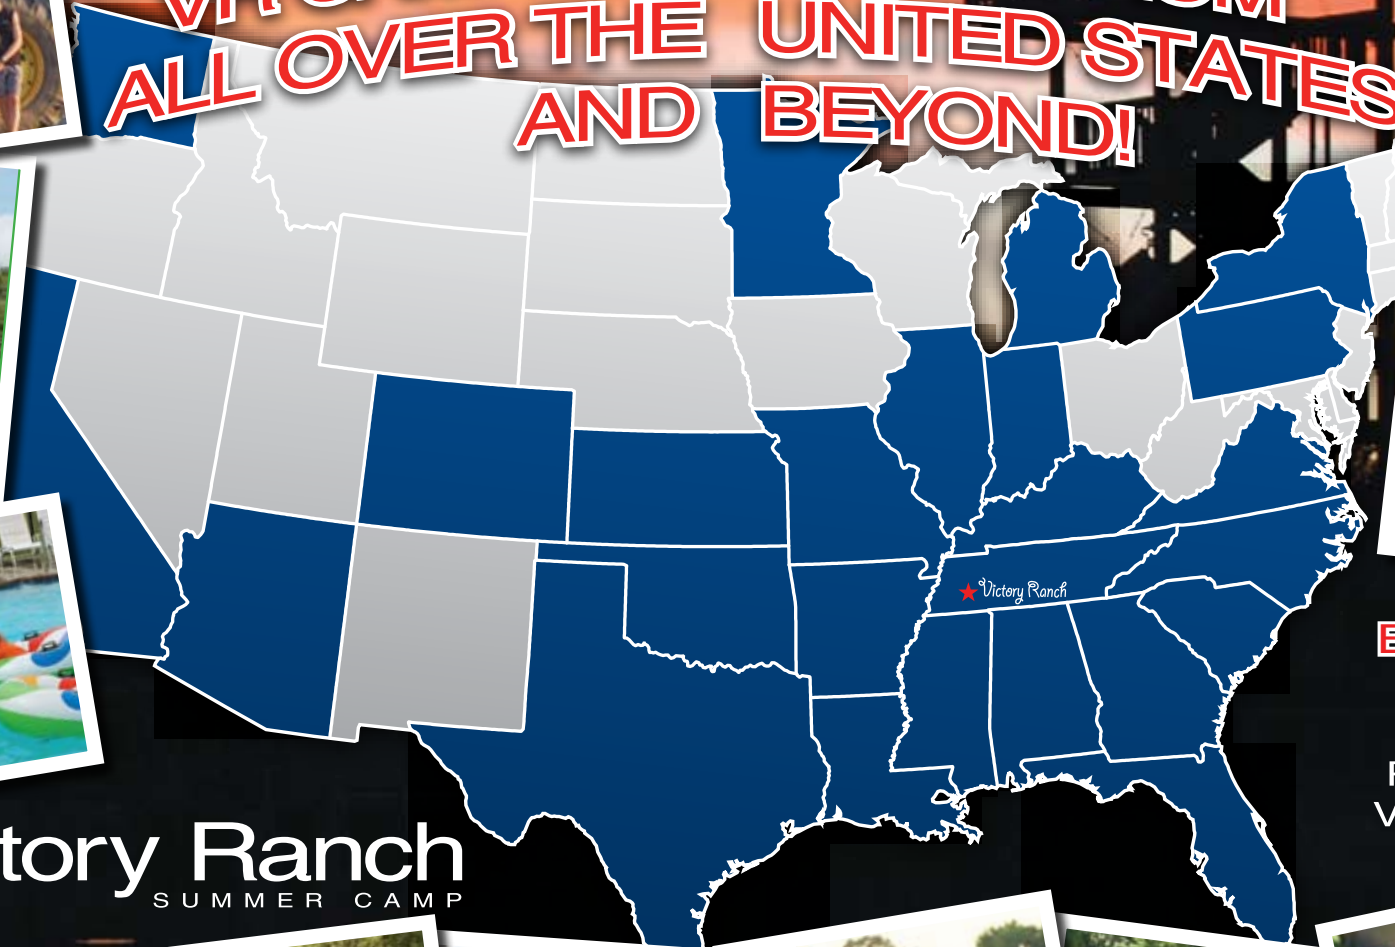 ALL OVER THE UNITED STATES
AND BEYOND!
Victory Ranch
tory Ranch
SUMMER CAMP